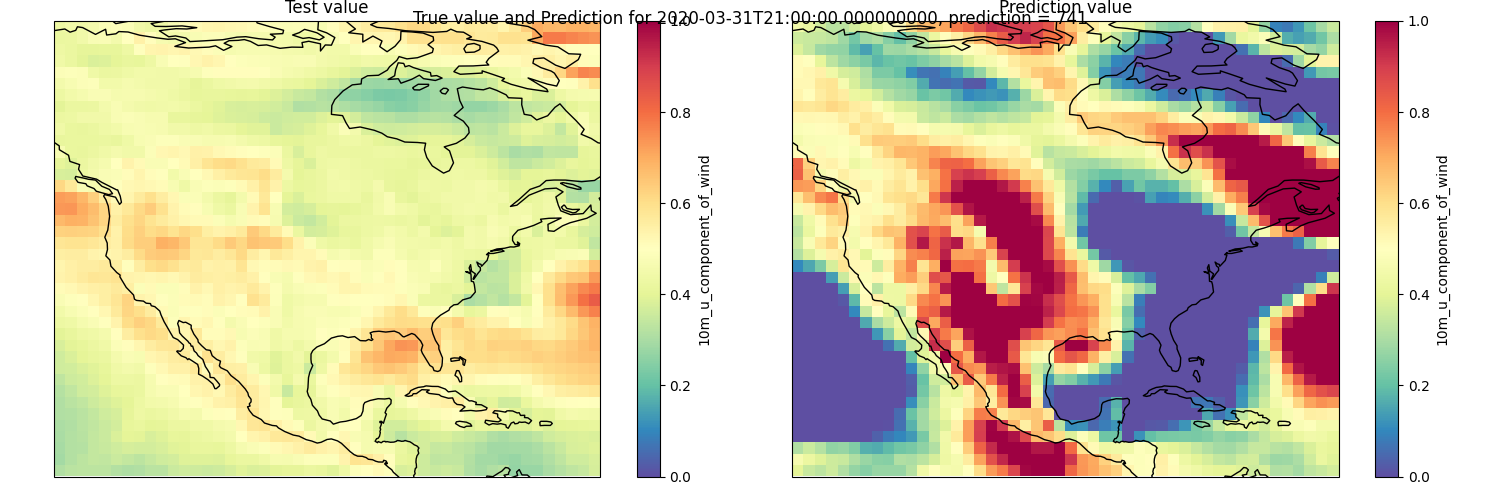 Test value
True value and Prediction for 2020-03-31T21:00:00.000000000, prediction = 741
Prediction value
1.0
0.8
0.6
0.4
0.2
0.0
10m_u_component_of_wind
1.0
0.8
0.6
0.4
0.2
0.0
10m_u_component_of_wind